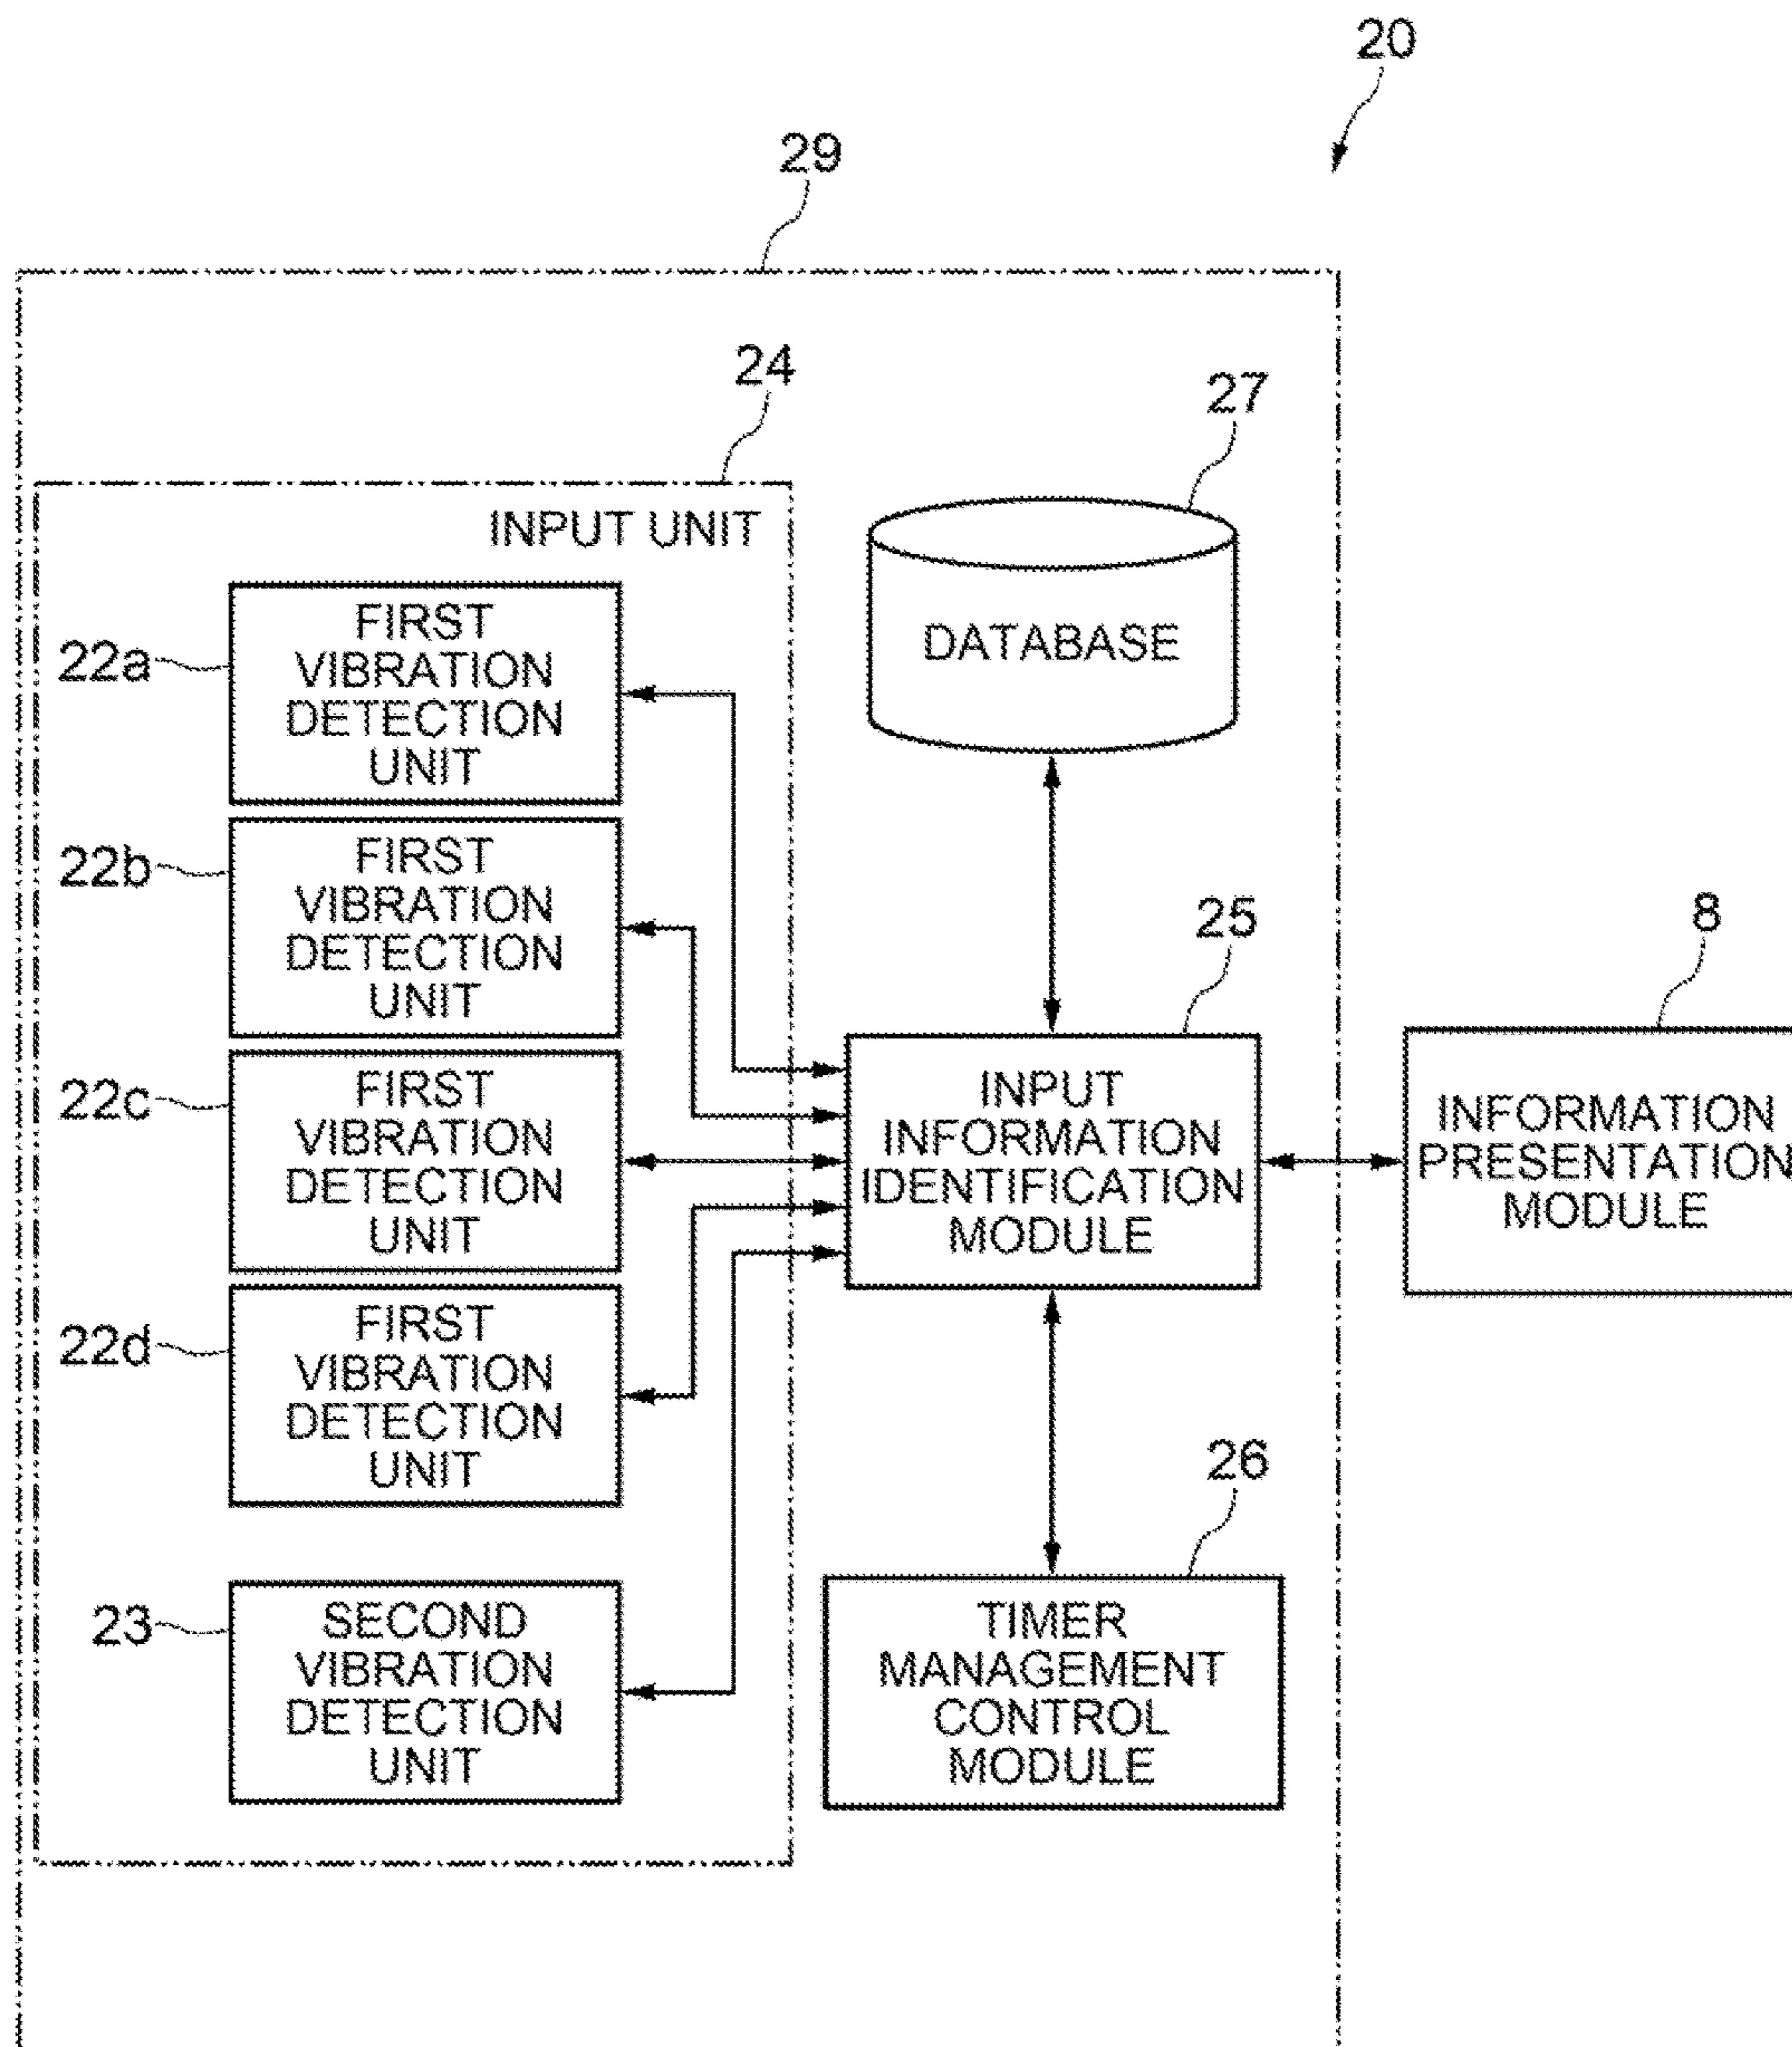 20
29
24
27
INPUT UNIT
22a
FIRST
VIBRATION
DETECTION
UNIT
DATABASE
22b
FIRST
VIBRATION
DETECTION
UNIT
25
8
22c
FIRST
VIBRATION
DETECTION
UNIT
INPUT
INFORMATION
IDENTIFICATION
MODULE
INFORMATION
PRESENTATION
MODULE
22d
FIRST
VIBRATION
DETECTION
UNIT
26
23
SECOND
VIBRATION
DETECTION
UNIT
TIMER
MANAGEMENT
CONTROL
MODULE